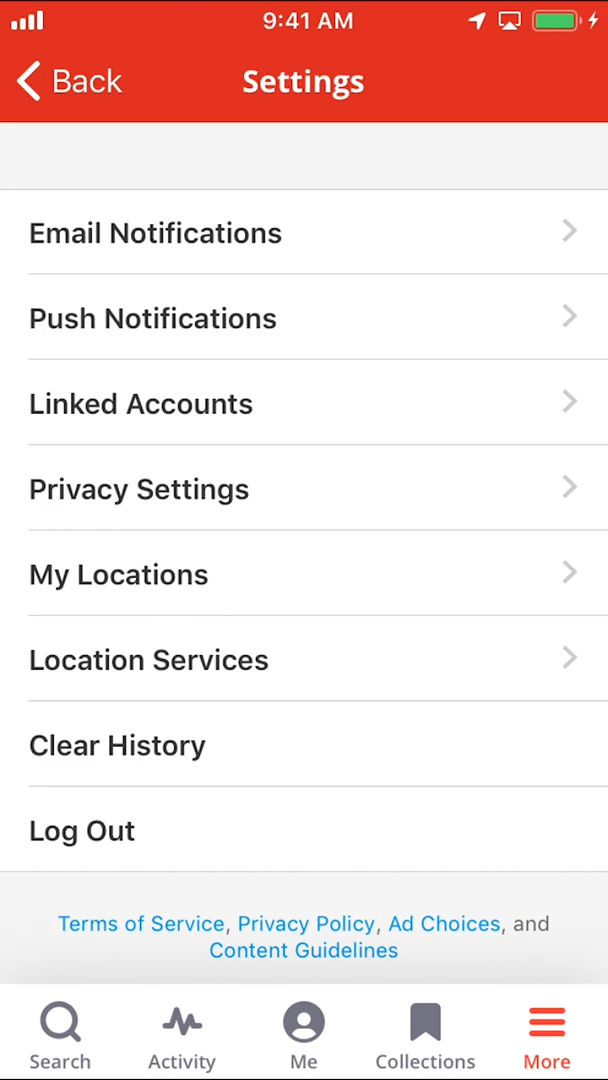 9:41 AM
Back
Settings
Email Notifications
Push Notifications
Linked Accounts
Privacy Settings
My Locations
Location Services
Clear History
Log Out
Terms of Service, Privacy Policy, Ad Choices, and
Content Guidelines
Search
Activity
Me
Collections
More